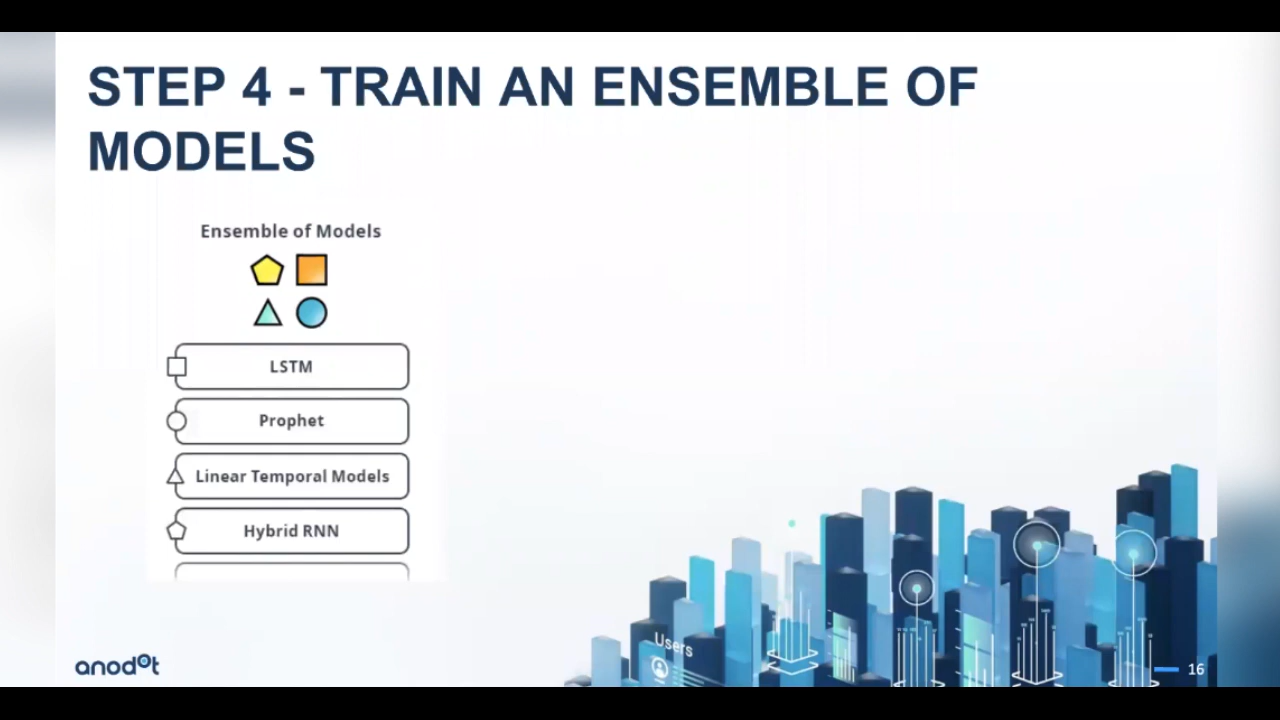 STEP 4 - TRAIN AN ENSEMBLE OF
MODELS
Ensemble of Models
LSTM
Prophet
Linear Temporal Models
Hybrid RNN
Users
anodot
16